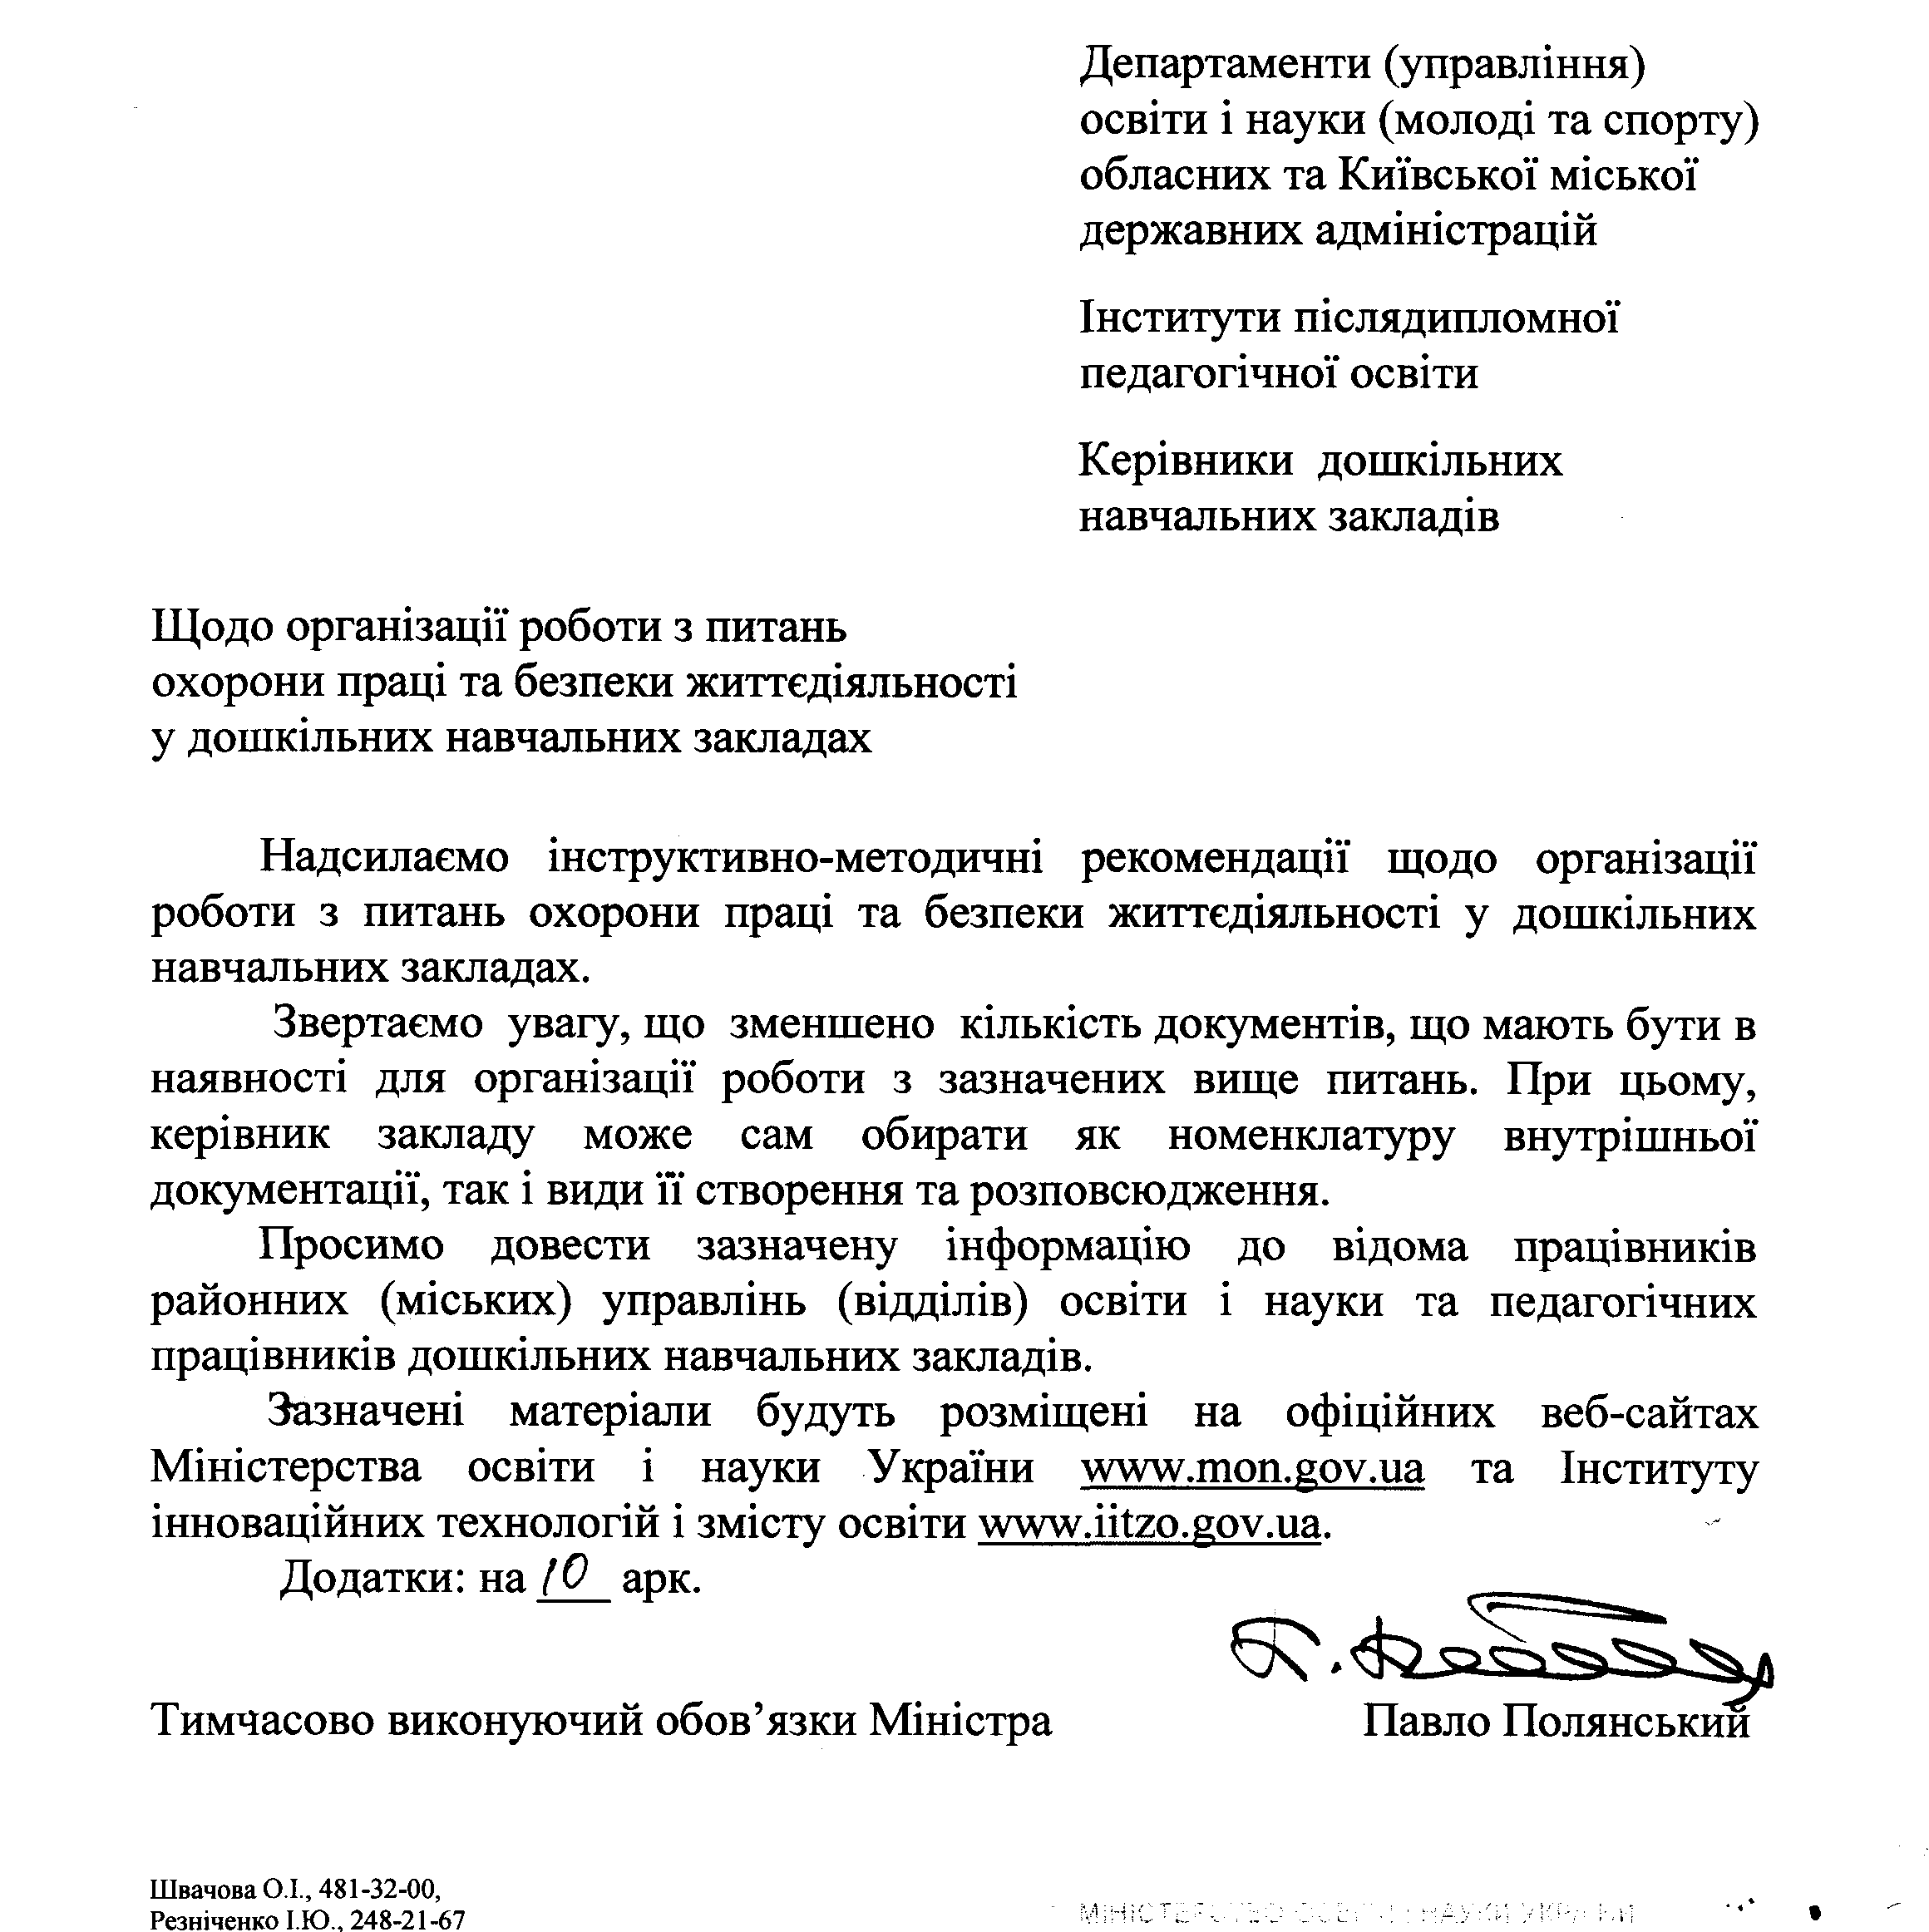 Департаменти (управління)
освіти і науки (молоді та спорту)
обласних та Київської міської
державних адміністрацій
Інститути післядипломної
педагогічної освіти
Керівники дошкільних
навчальних закладів
Щодо організації роботи з питань
охорони праці та безпеки життєдіяльності
у дошкільних навчальних закладах
Надсилаємо інструктивно-методичні рекомендації щодо організації
роботи з питань охорони праці та безпеки життєдіяльності у дошкільних
навчальних закладах.
Звертаємо увагу, що зменшено кількість документів, що мають бути в
наявності для організації роботи з зазначених вище питань. При цьому,
керівник закладу може сам обирати як номенклатуру внутрішньої
документації, так і види її створення та розповсюдження.
Просимо довести зазначену інформацію до відома працівників
районних (міських) управлінь (відділів) освіти і науки та педагогічних
працівників дошкільних навчальних закладів.
Зазначені матеріали будуть розміщені на офіційних веб-сайтах
Міністерства освіти і науки України www.mon.gov.ua та Інституту
інноваційних технологій і змісту освіти www.iitzo.gov.ua.
Додатки: на 10 арк.
Тимчасово виконуючий обов’язки Міністра Павло Полянський
Швачова О.І., 481-32-00,
Резніченко І.Ю., 248-21-67
МІНІСТЕРСТВО ОСВІТИ І НАУКИ УКРАЇНИ